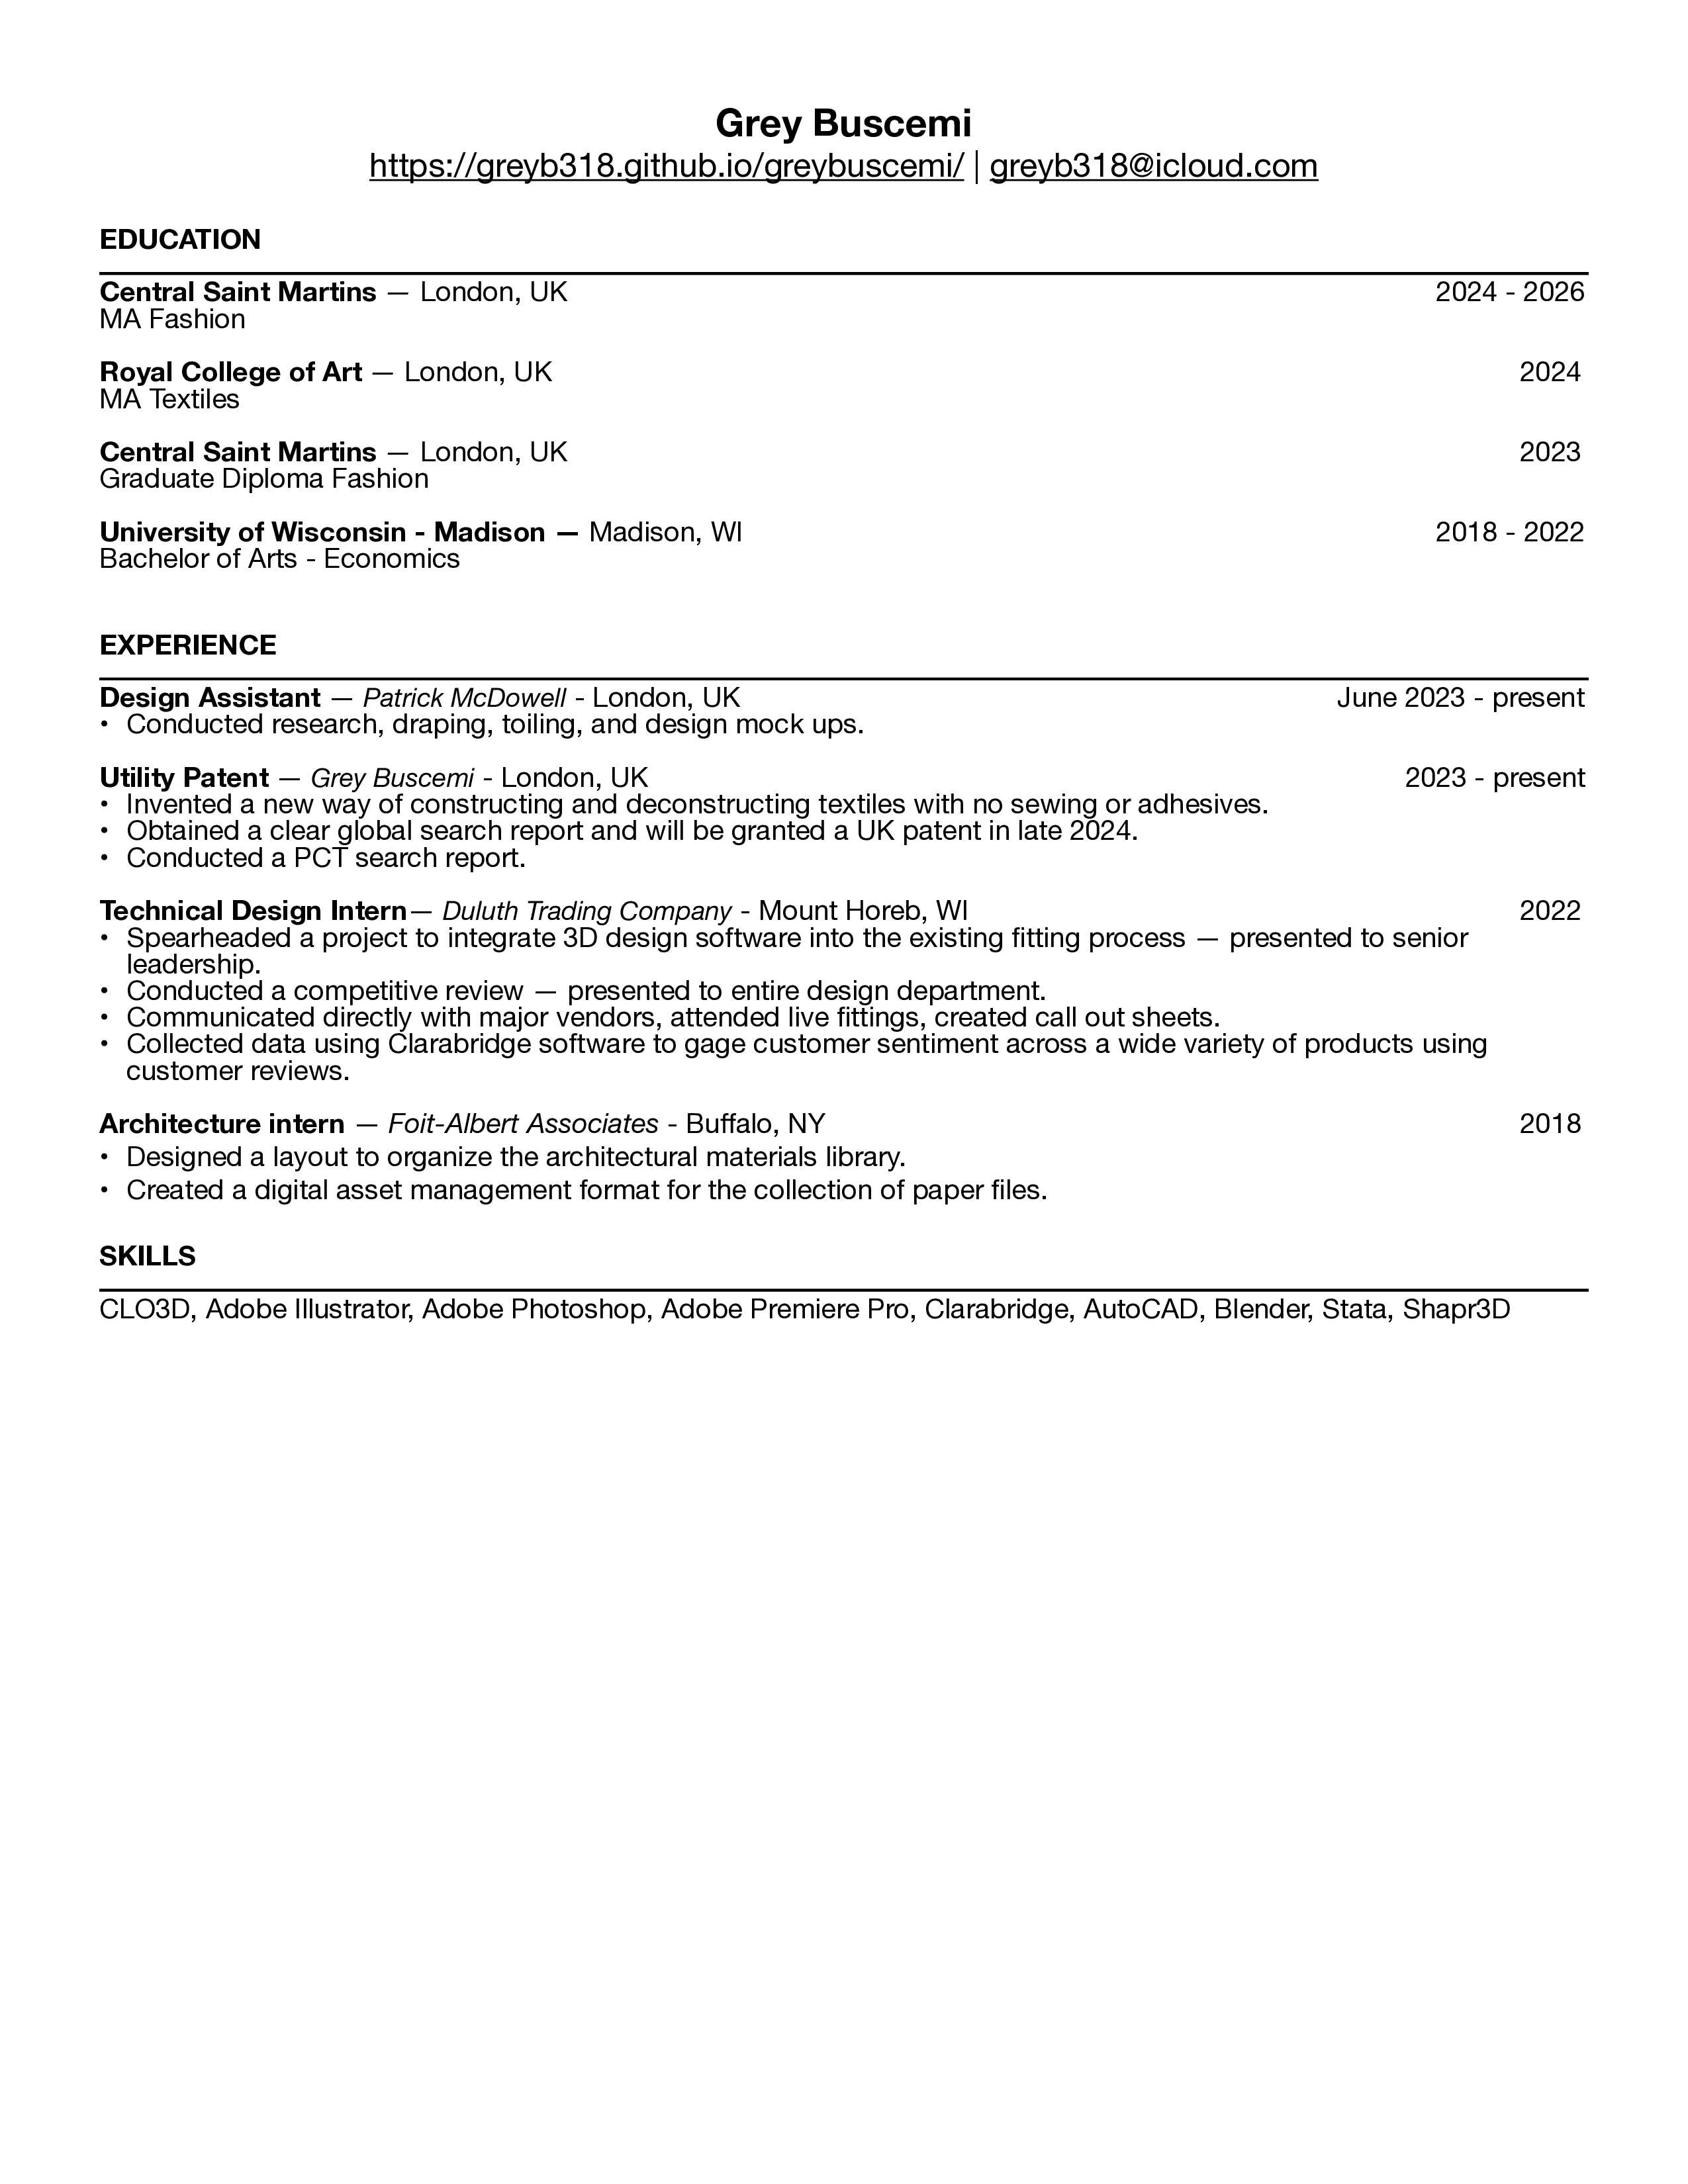 Grey Buscemi
https://greyb318.github.io/greybuscemi/ | greyb318@icloud.com
EDUCATION
Central Saint Martins — London, UK 2024 - 2026
MA Fashion
Royal College of Art — London, UK 2024
MA Textiles
Central Saint Martins — London, UK 2023
Graduate Diploma Fashion
University of Wisconsin - Madison — Madison, WI 2018 - 2022
Bachelor of Arts - Economics
EXPERIENCE
Design Assistant — Patrick McDowell - London, UK June 2023 - present
• Conducted research, draping, toiling, and design mock ups.
Utility Patent — Grey Buscemi - London, UK 2023 - present
• Invented a new way of constructing and deconstructing textiles with no sewing or adhesives.
• Obtained a clear global search report and will be granted a UK patent in late 2024.
• Conducted a PCT search report.
Technical Design Intern— Duluth Trading Company - Mount Horeb, WI 2022
• Spearheaded a project to integrate 3D design software into the existing fitting process — presented to senior
leadership.
• Conducted a competitive review — presented to entire design department.
• Communicated directly with major vendors, attended live fittings, created call out sheets.
• Collected data using Clarabridge software to gage customer sentiment across a wide variety of products using
customer reviews.
Architecture intern — Foit-Albert Associates - Buffalo, NY 2018
• Designed a layout to organize the architectural materials library.
• Created a digital asset management format for the collection of paper files.
SKILLS
CLO3D, Adobe Illustrator, Adobe Photoshop, Adobe Premiere Pro, Clarabridge, AutoCAD, Blender, Stata, Shapr3D